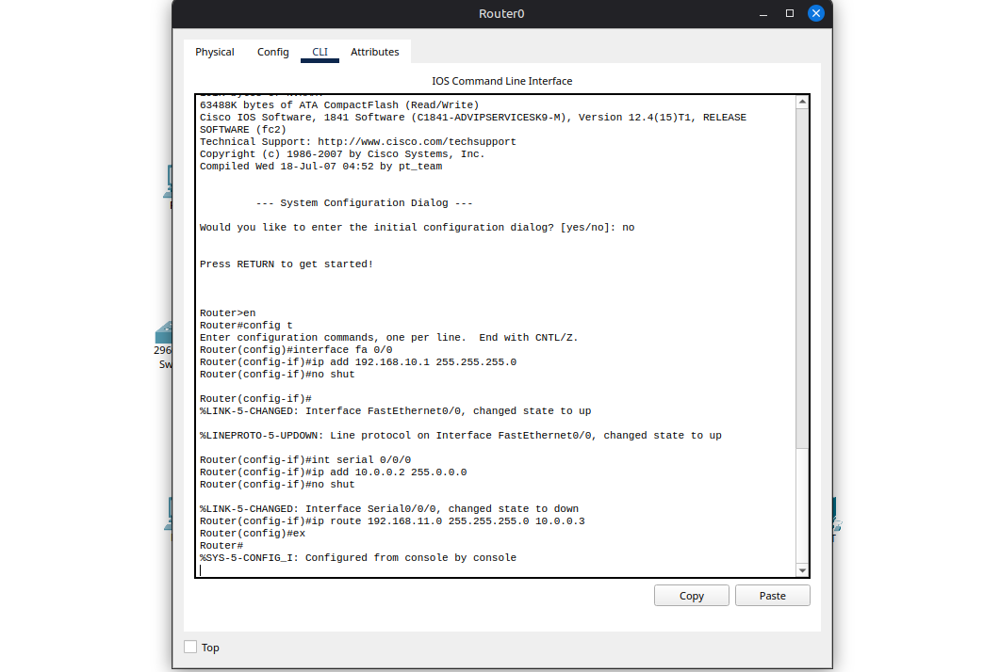 Router0
Physical
Config
CLI
Attributes
IOS Command Line Interface
63488K bytes of ATA CompactFlash (Read/Write)
Cisco IOS Software, 1841 Software (C1841-ADVIPSERVICESK9-M), Version 12.4(15)T1, RELEASE
SOFTWARE (fc2)
Technical Support: http://www.cisco.com/techsupport
Copyright (c) 1986-2007 by Cisco Systems, Inc.
Compiled Wed 18-Jul-07 04:52 by pt_team
--- System Configuration Dialog ---
Would you like to enter the initial configuration dialog? [yes/no]: no
Press RETURN to get started!
Router>en
Router#config t
Enter configuration commands, one per line.  End with CNTL/Z.
Router(config)#interface fa 0/0
Router(config-if)#ip add 192.168.10.1 255.255.255.0
Router(config-if)#no shut
Router(config-if)#
%LINK-5-CHANGED: Interface FastEthernet0/0, changed state to up
%LINEPROTO-5-UPDOWN: Line protocol on Interface FastEthernet0/0, changed state to up
Router(config-if)#int serial 0/0/0
Router(config-if)#ip add 10.0.0.2 255.0.0.0
Router(config-if)#no shut
%LINK-5-CHANGED: Interface Serial0/0/0, changed state to down
Router(config-if)#ip route 192.168.11.0 255.255.255.0 10.0.0.3
Router(config)#ex
Router#
%SYS-5-CONFIG_I: Configured from console by console
Copy
Paste
Top
296
Sw